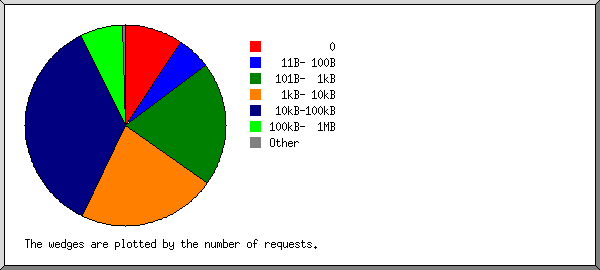 0
11B- 100B
101B- 1kB
1kB- 10kB
10kB-100kB
100kB- 1MB
Other
The wedges are plotted by the number of requests.